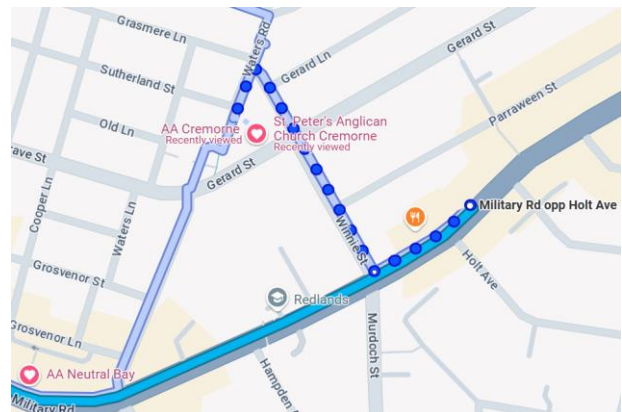 Grasmere Ln
Waters Rd
Gerard Ln
Gerard St
Sutherland St
Parraween St
Old Ln
AA Cremorne
Recently viewed
St. Peter's Anglican
Church Cremorne
Recently viewed
ave St
Gerard St
Cooper Ln
Waters Ln
Winnie St
Military Rd opp Holt Ave
Holt Ave
Grosvenor St
Redlands
Murdoch St
Grosvenor Ln
AA Neutral Bay
Hampden A
Military Rd